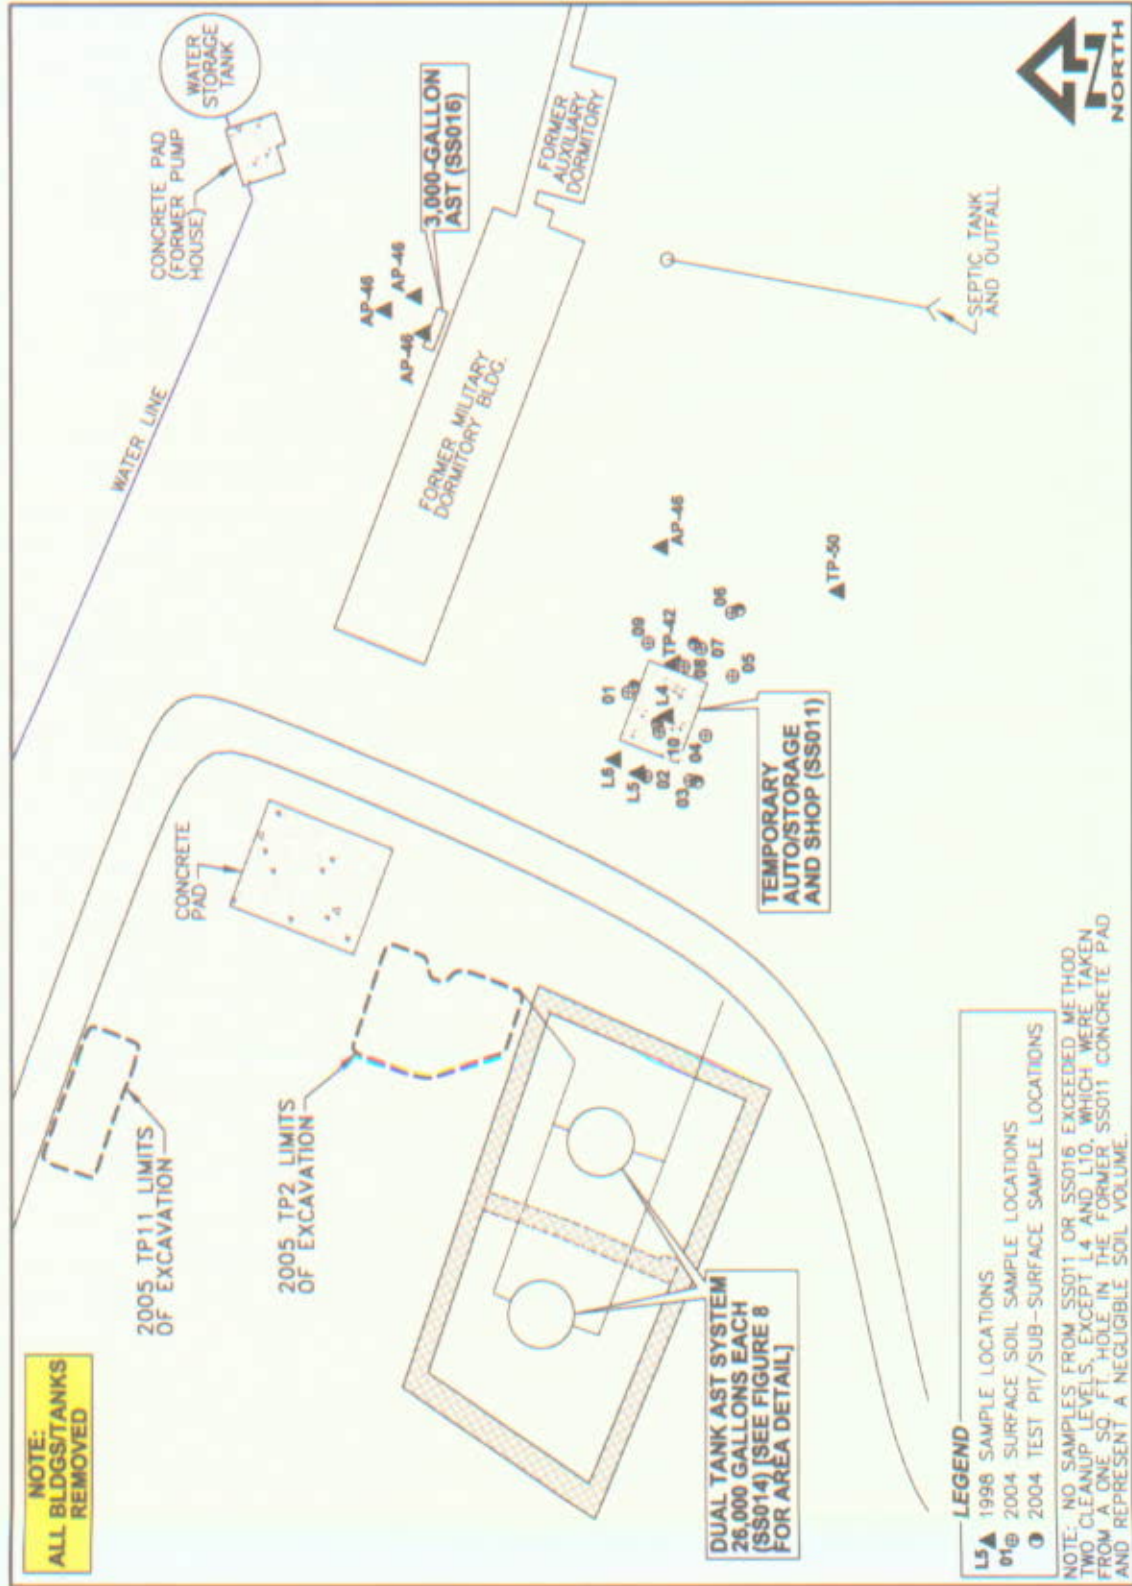 NOTE:
ALL BLDGS/TANKS
REMOVED
2005 TP11 LIMITS
OF EXCAVATION
2005 TP2 LIMITS
OF EXCAVATION
CONCRETE
PAD
WATER LINE
CONCRETE PAD
(FORMER PUMP
HOUSE)
WATER
STORAGE
TANK
AP-46
AP-46
AP-46
3,000-GALLON
AST (SS016)
FORMER MILITARY
DORMITORY BLDG.
FORMER
AUXILIARY
DORMITORY
L6
L5
01
09
02
10
L4
TP-42
AP-46
03
04
08
07
06
05
TP-50
TEMPORARY
AUTO/STORAGE
AND SHOP (SS011)
SEPTIC TANK
AND OUTFALL
DUAL TANK AST SYSTEM
26,000 GALLONS EACH
(SS014) [SEE FIGURE 8
FOR AREA DETAIL]
LEGEND
L5 1998 SAMPLE LOCATIONS
01 2004 SURFACE SOIL SAMPLE LOCATIONS
2004 TEST PIT/SUB-SURFACE SAMPLE LOCATIONS
NOTE: NO SAMPLES FROM SS011 OR SS016 EXCEEDED METHOD
TWO CLEANUP LEVELS, EXCEPT L4 AND L10, WHICH WERE TAKEN
FROM A ONE SQ. FT. HOLE IN THE FORMER SS011 CONCRETE PAD
AND REPRESENT A NEGLIGIBLE SOIL VOLUME.
NORTH